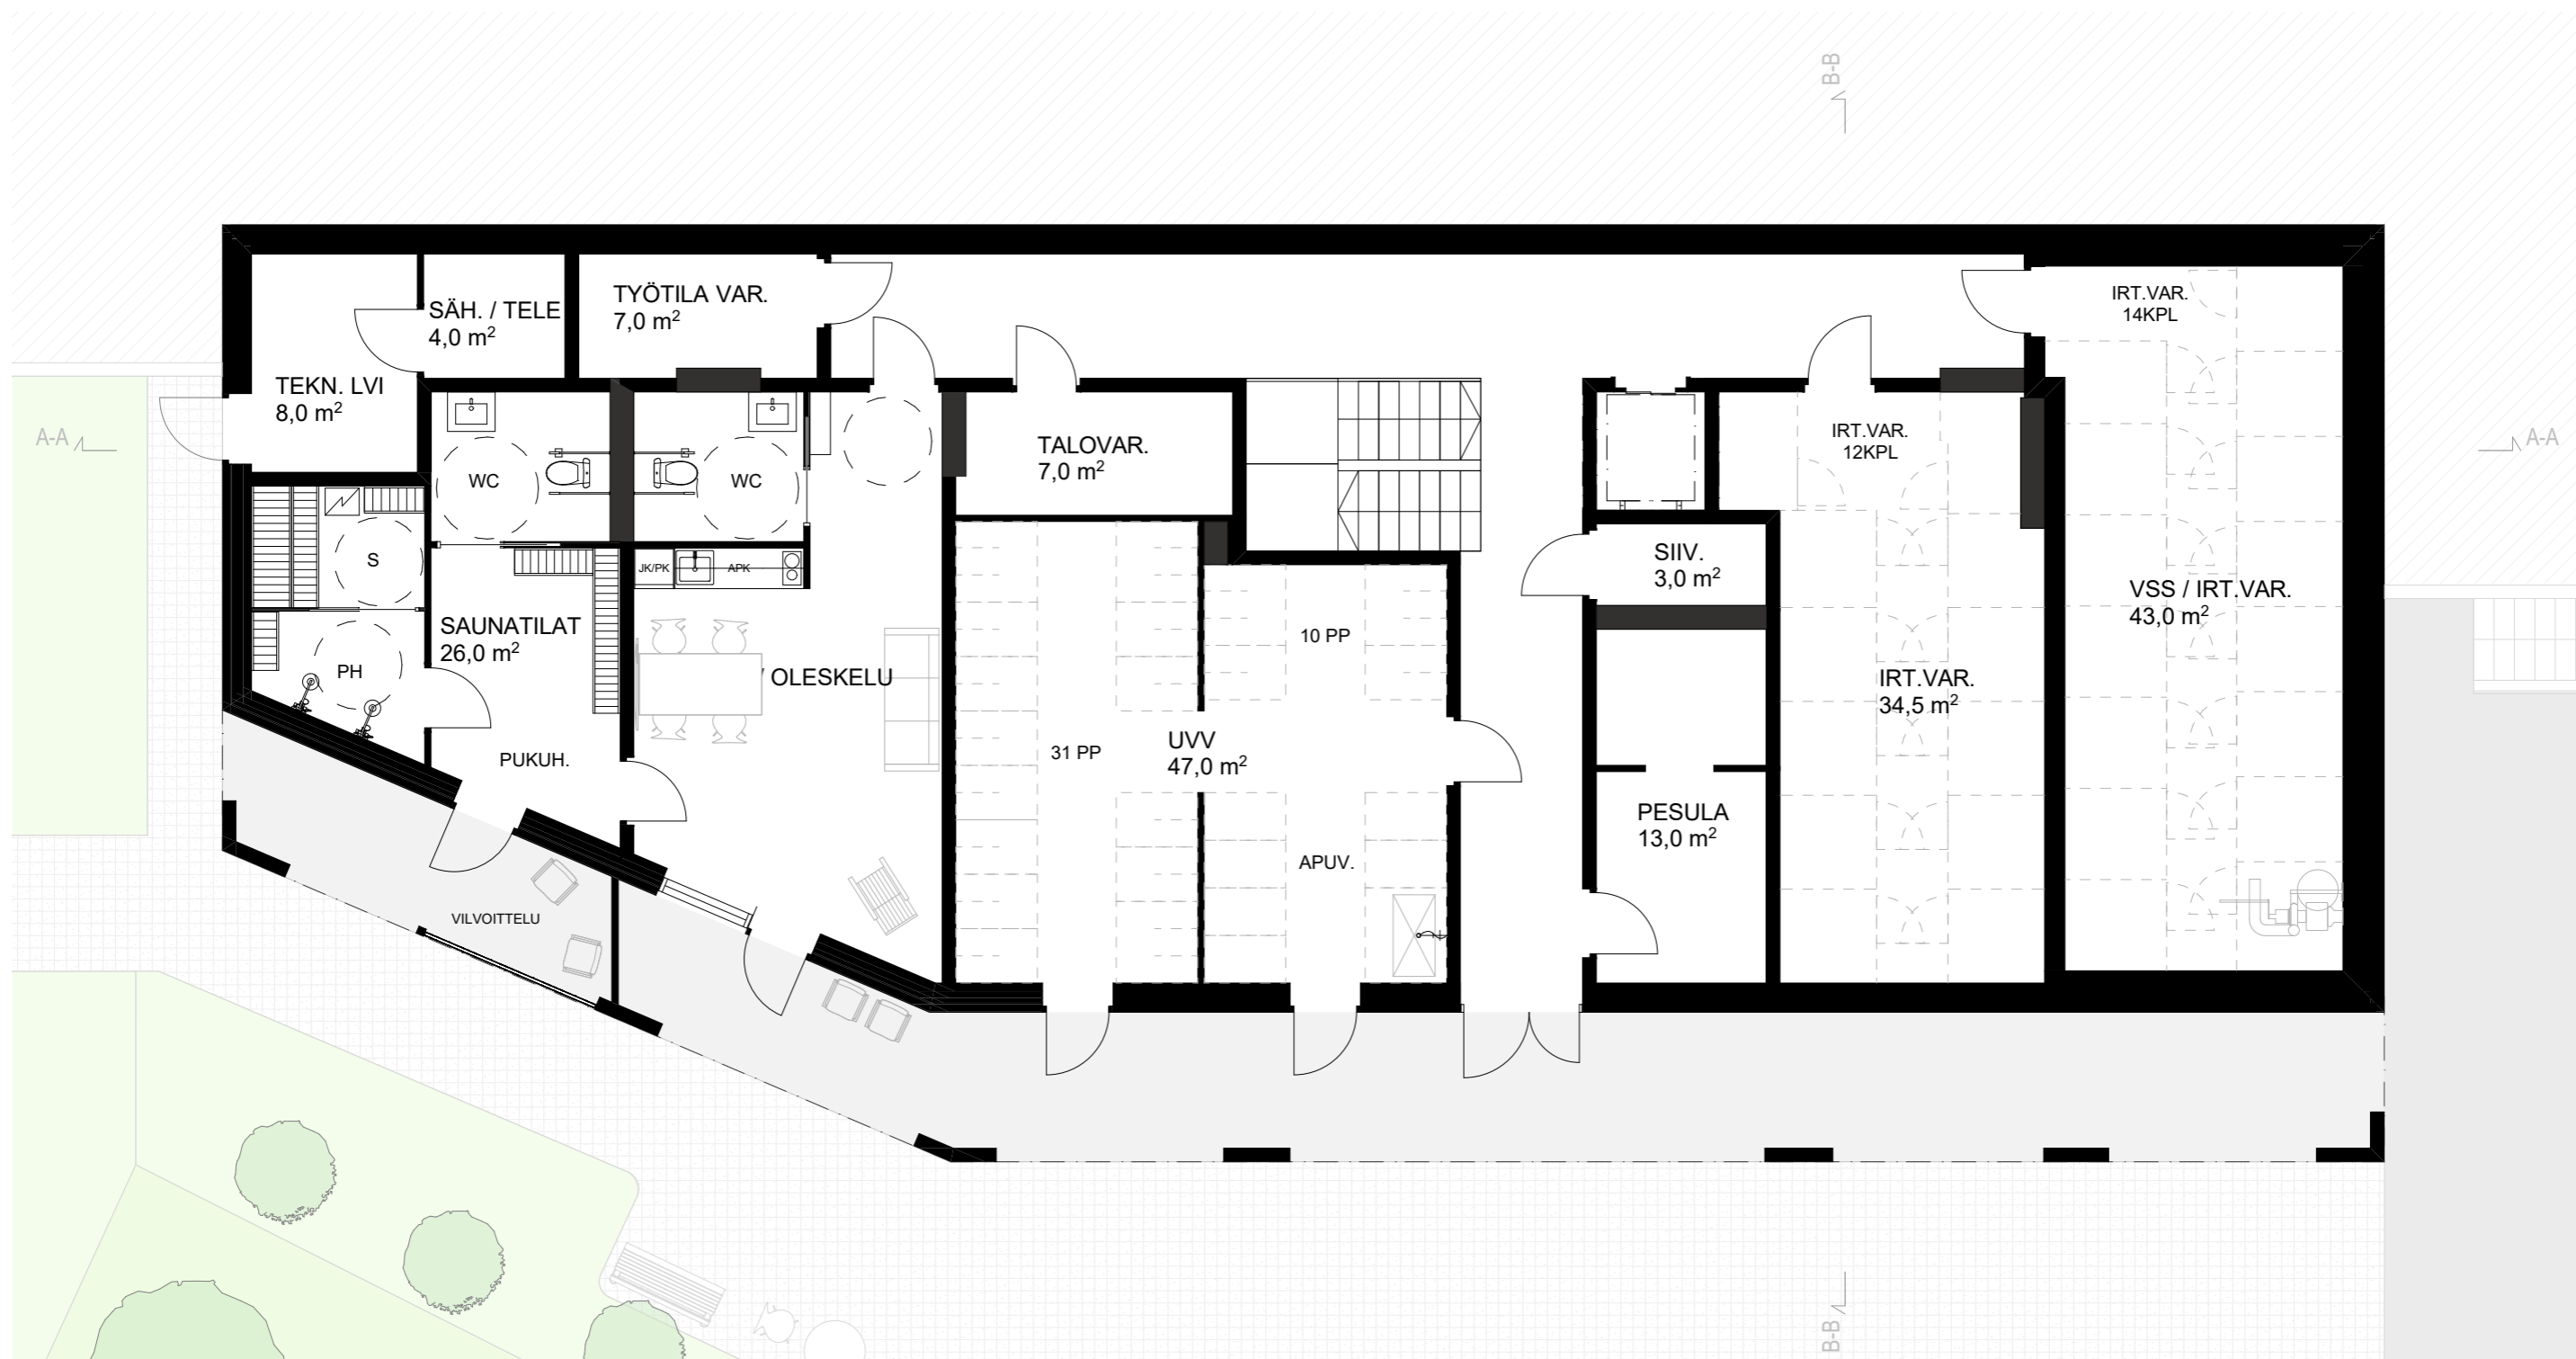 B-B
TYÖTILA VAR.
7,0 m²
SÄH. / TELE
4,0 m²
TEKN. LVI
8,0 m²
IRT.VAR.
14KPL
A-A
A-A
TALOVAR.
7,0 m²
IRT.VAR.
12KPL
WC
WC
S
JK/PK
APK
SIIV.
3,0 m²
VSS / IRT.VAR.
43,0 m²
SAUNATILAT
26,0 m²
10 PP
PH
/ OLESKELU
IRT.VAR.
34,5 m²
31 PP
UVV
47,0 m²
PUKUH.
PESULA
13,0 m²
APUV.
VILVOITTELU
B-B